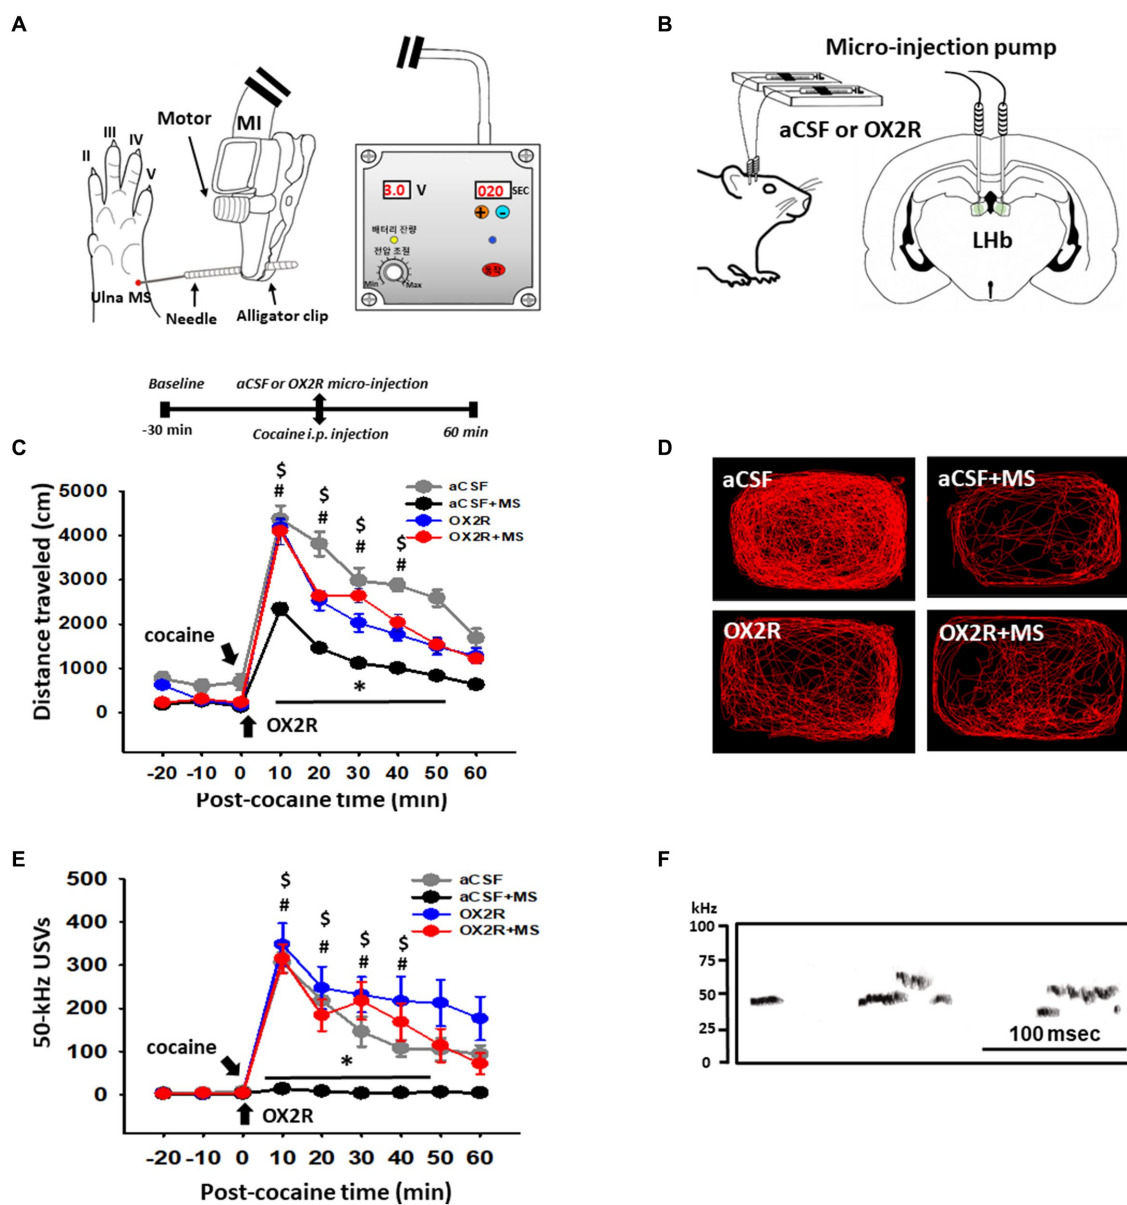 A
Motor
MI
II
III
IV
V
Ulna MS
Needle
Alligator clip
3.0 V
020 SEC
+ -
배터리 잔량
전압 조절
Min
Max
B
Micro-injection pump
aCSF or OX2R
LHb
Baseline
aCSF or OX2R micro-injection
-30 min
Cocaine i.p. injection
60 min
C
Distance traveled (cm)
5000
4000
3000
2000
1000
0
$ $ $ $
# # # #
aCSF
aCSF+MS
OX2R
OX2R+MS
cocaine
*
OX2R
-20 -10 0 10 20 30 40 50 60
Post-cocaine time (min)
D
aCSF
aCSF+MS
OX2R
OX2R+MS
E
50-kHz USVs
500
400
300
200
100
0
$ $ $ $
# # # #
aCSF
aCSF+MS
OX2R
OX2R+MS
cocaine
*
OX2R
-20 -10 0 10 20 30 40 50 60
Post-cocaine time (min)
F
kHz
100
75
50
25
0
100 msec